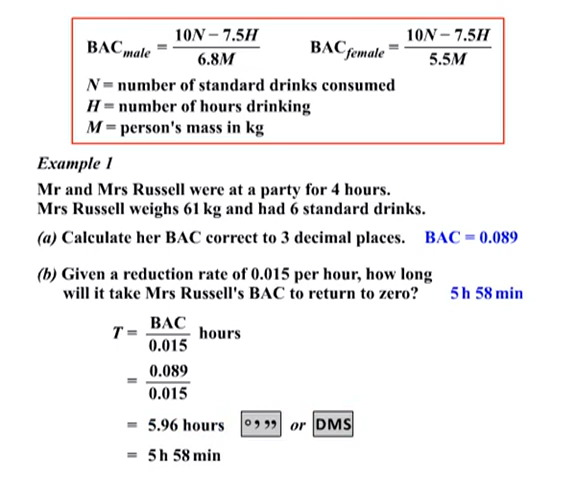 BAC male = 10N – 7.5H / 6.8M BAC female = 10N – 7.5H / 5.5M
N = number of standard drinks consumed
H = number of hours drinking
M = person's mass in kg
Example 1
Mr and Mrs Russell were at a party for 4 hours.
Mrs Russell weighs 61 kg and had 6 standard drinks.
(a) Calculate her BAC correct to 3 decimal places. BAC = 0.089
(b) Given a reduction rate of 0.015 per hour, how long
will it take Mrs Russell's BAC to return to zero? 5 h 58 min
T = BAC / 0.015 hours
= 0.089 / 0.015
= 5.96 hours ° ’ ’’ or DMS
= 5 h 58 min